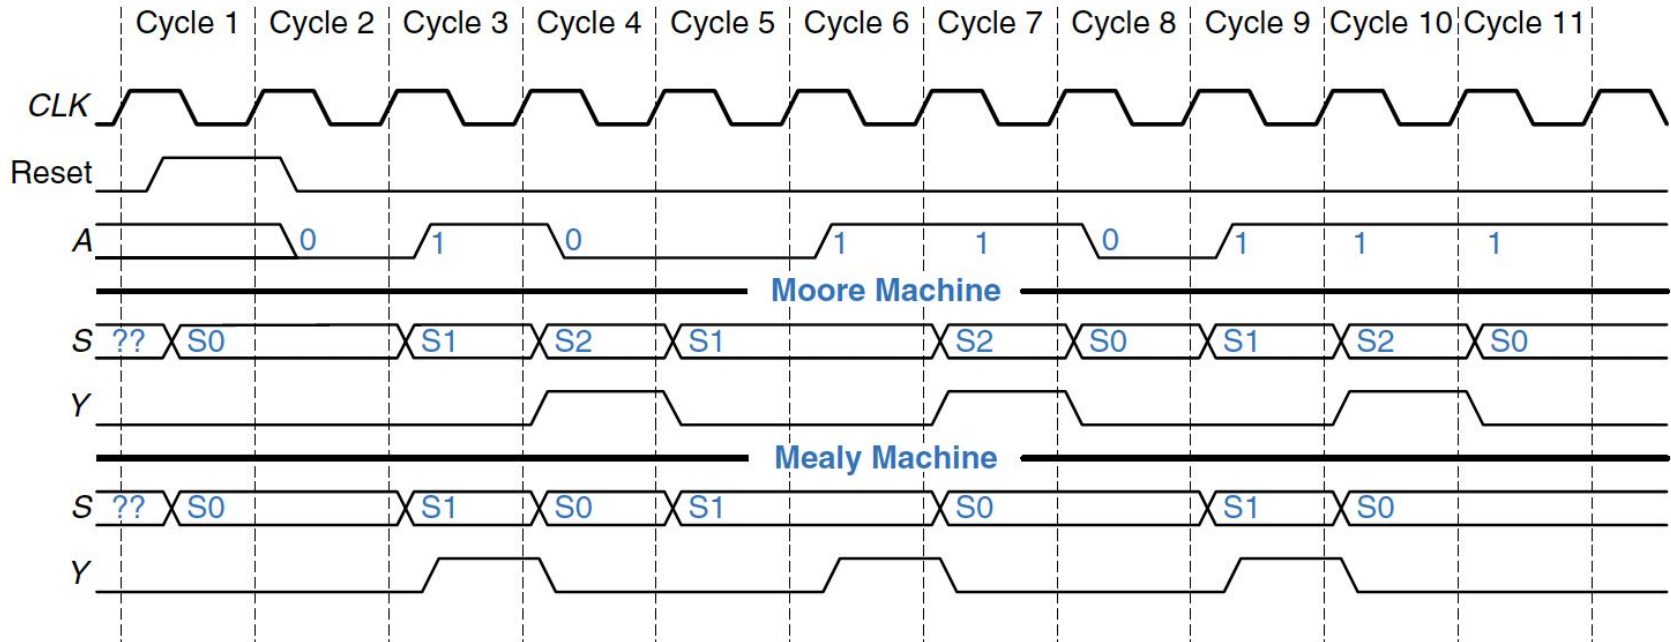 Cycle 1 Cycle 2 Cycle 3 Cycle 4 Cycle 5 Cycle 6 Cycle 7 Cycle 8 Cycle 9 Cycle 10 Cycle 11
CLK
Reset
A 0 1 0 1 1 0 1 1 1
Moore Machine
S ?? S0 S1 S2 S1 S2 S0 S1 S2 S0
Y
Mealy Machine
S ?? S0 S1 S0 S1 S0 S1 S0
Y